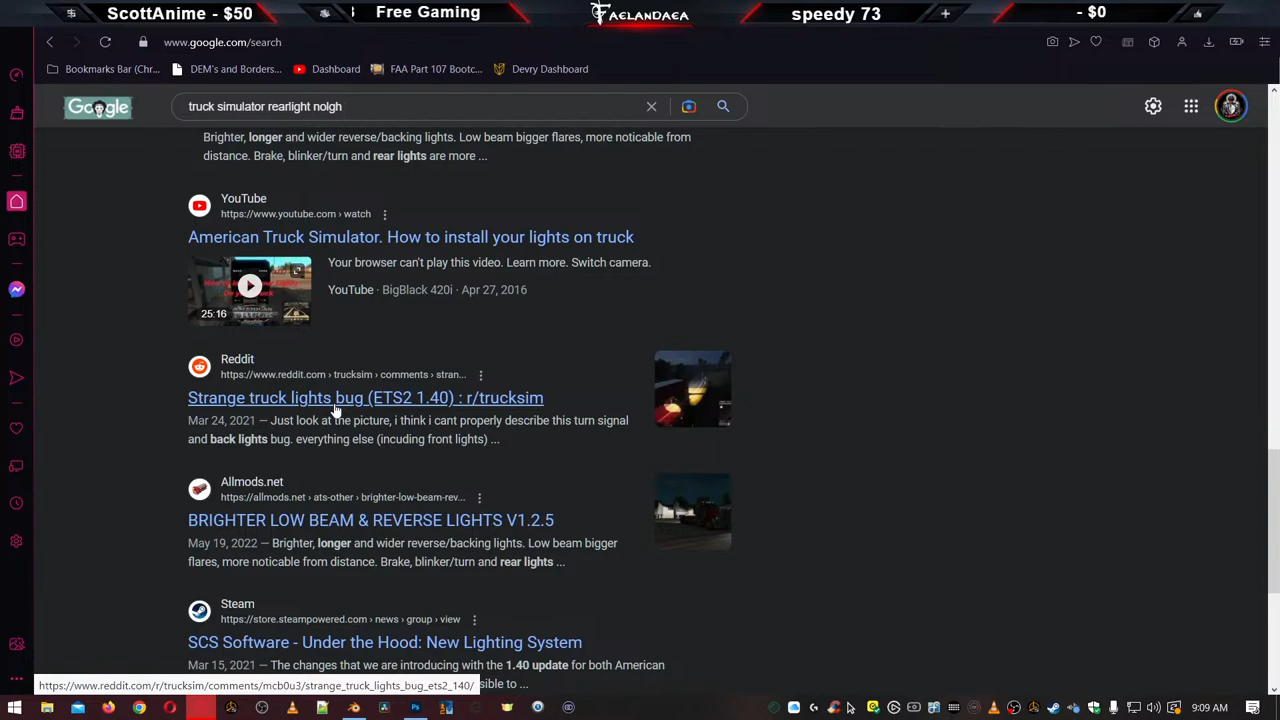 ScottAnime - $50
Free Gaming
FAELANDAEA
speedy 73
- $0
www.google.com/search
Bookmarks Bar (Chr...
DEM's and Borders...
Dashboard
FAA Part 107 Bootc...
Devry Dashboard
Google
truck simulator rearlight nolgh
Brighter, longer and wider reverse/backing lights. Low beam bigger flares, more noticable from
distance. Brake, blinker/turn and rear lights are more ...
YouTube
https://www.youtube.com › watch
American Truck Simulator. How to install your lights on truck
Your browser can't play this video. Learn more. Switch camera.
YouTube · BigBlack 420i · Apr 27, 2016
25:16
Reddit
https://www.reddit.com › trucksim › comments › stran...
Strange truck lights bug (ETS2 1.40) : r/trucksim
Mar 24, 2021 — Just look at the picture, i think i cant properly describe this turn signal
and back lights bug. everything else (incuding front lights) ...
Allmods.net
https://allmods.net › ats-other › brighter-low-beam-rev...
BRIGHTER LOW BEAM & REVERSE LIGHTS V1.2.5
May 19, 2022 — Brighter, longer and wider reverse/backing lights. Low beam bigger
flares, more noticable from distance. Brake, blinker/turn and rear lights ...
Steam
https://store.steampowered.com › news › group › view
SCS Software - Under the Hood: New Lighting System
Mar 15, 2021 — The changes that we are introducing with the 1.40 update for both American
sible to ...
https://www.reddit.com/r/trucksim/comments/mcb0u3/strange_truck_lights_bug_ets2_140/
9:09 AM